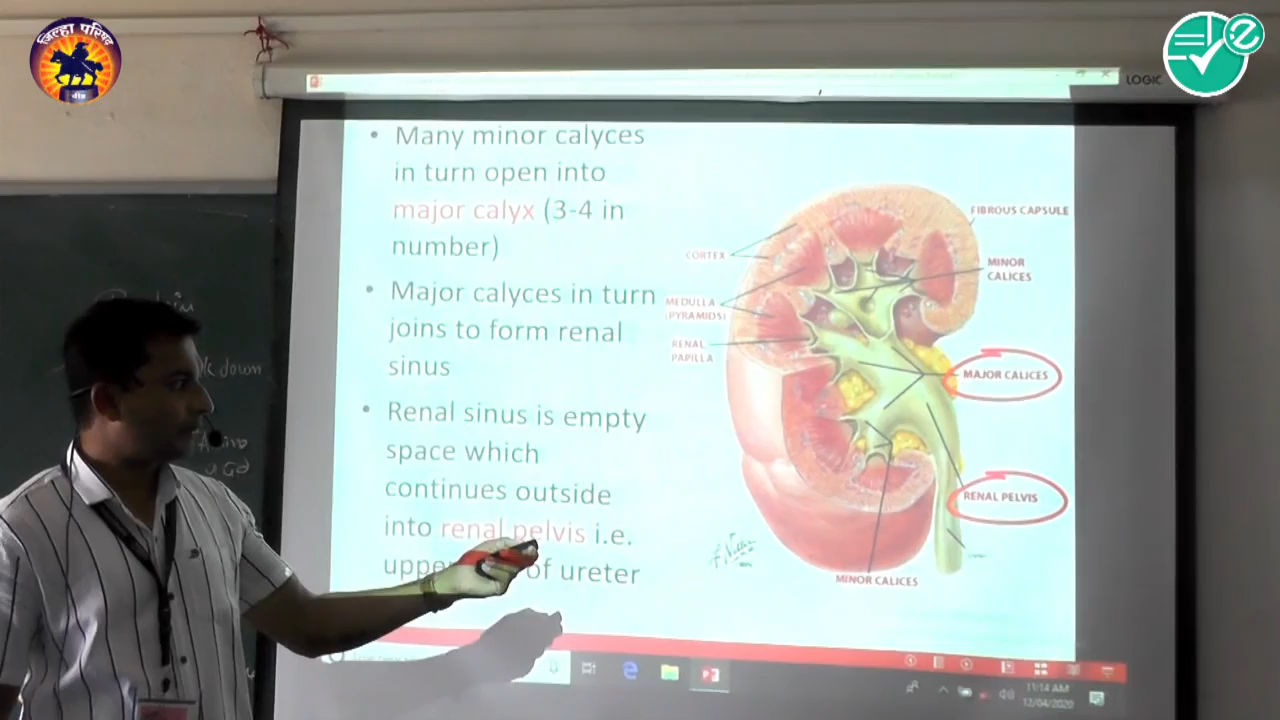 जिल्हा परिषद
बीड
LOGIC
• Many minor calyces
in turn open into
major calyx (3-4 in
number)
• Major calyces in turn
joins to form renal
sinus
• Renal sinus is empty
space which
continues outside
into renal pelvis i.e.
of ureter
FIBROUS CAPSULE
CORTEX
MINOR
CALICES
MEDULLA
(PYRAMIDS)
RENAL
PAPILLA
MAJOR CALICES
RENAL PELVIS
MINOR CALICES
down
11:14 AM
12/04/2020